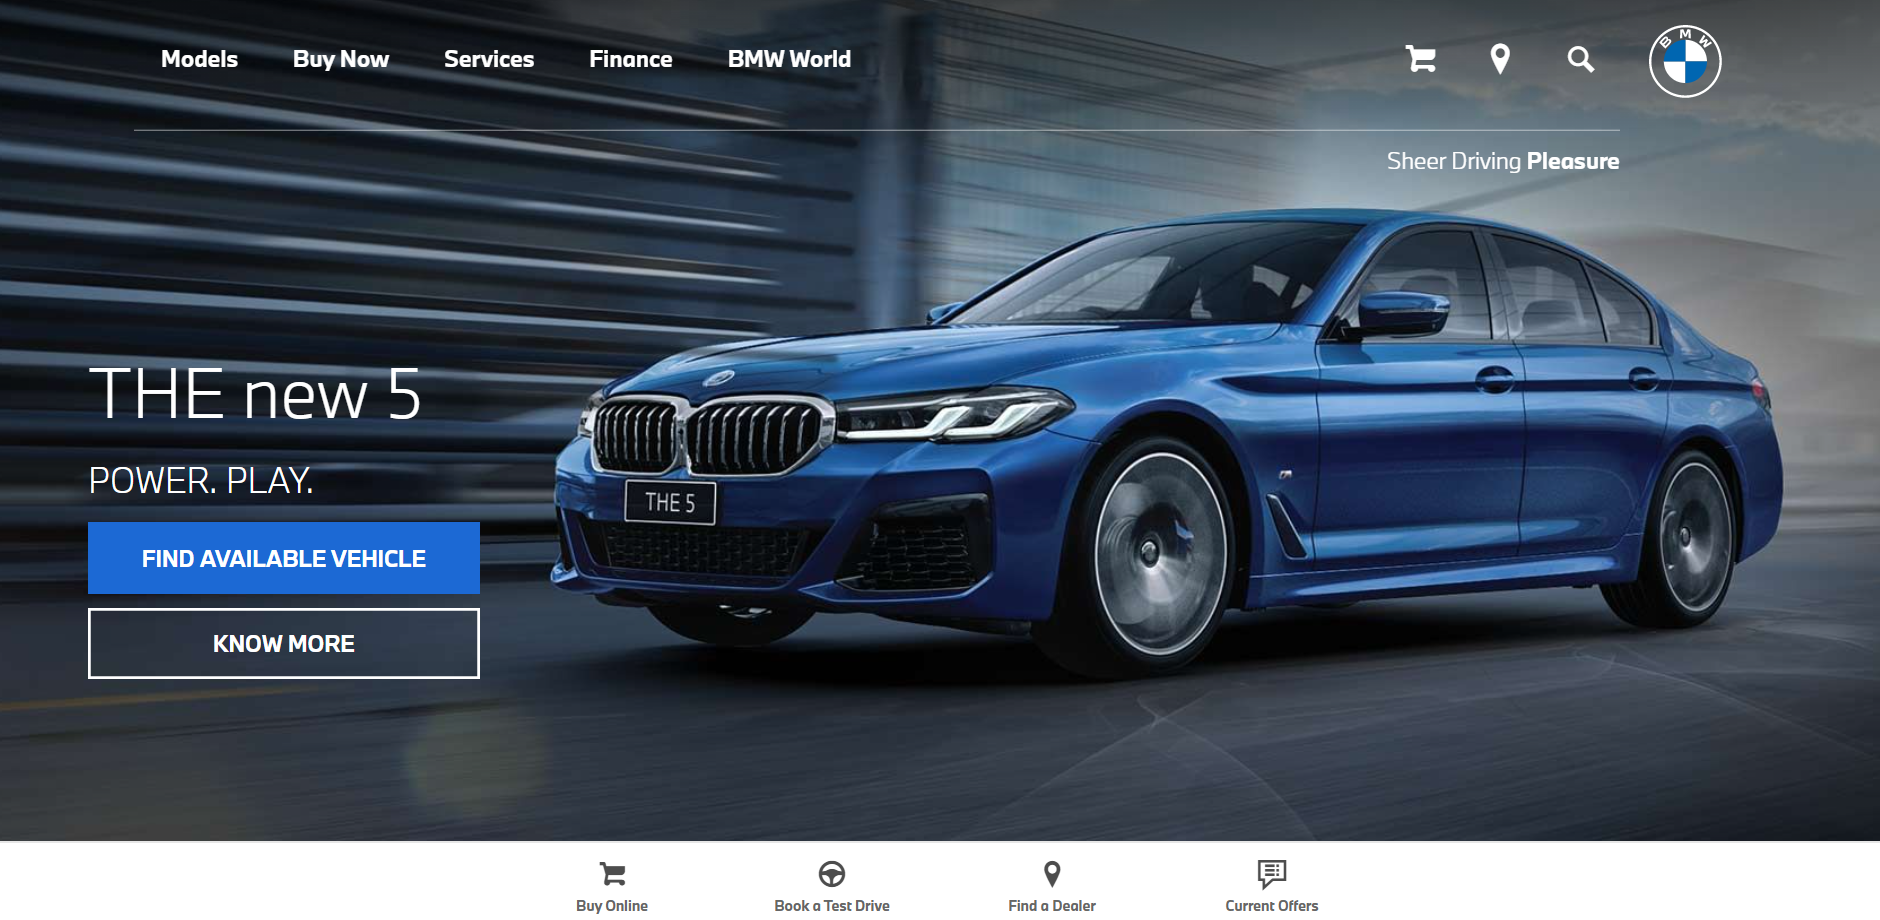 Models
Buy Now
Services
Finance
BMW World
BMW
Sheer Driving Pleasure
THE new 5
POWER. PLAY.
FIND AVAILABLE VEHICLE
KNOW MORE
THE 5
Buy Online
Book a Test Drive
Find a Dealer
Current Offers